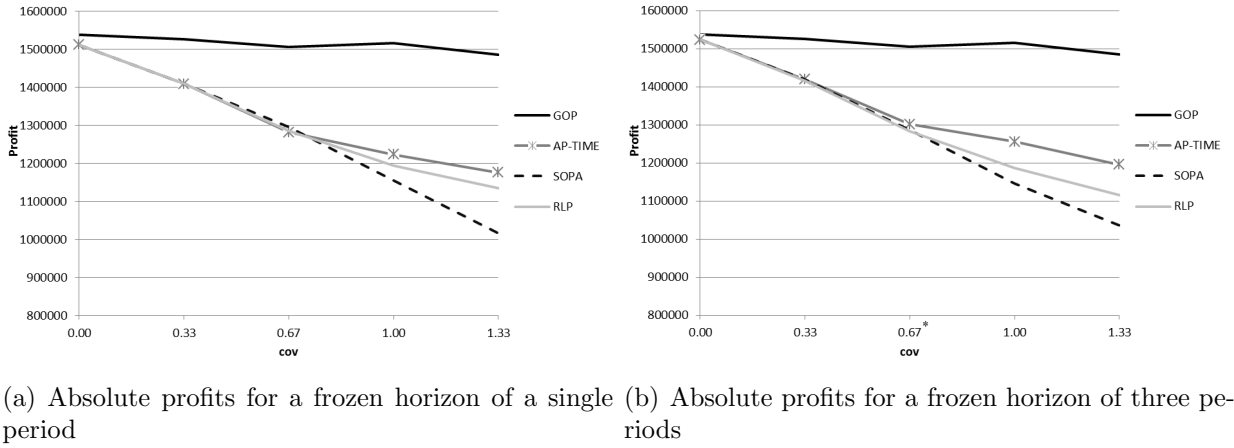 1600000
1500000
1400000
1300000
1200000
1100000
1000000
900000
800000
Profit
0.00 0.33 0.67 1.00 1.33
cov
GOP
AP-TIME
SOPA
RLP
(a) Absolute profits for a frozen horizon of a single
period
1600000
1500000
1400000
1300000
1200000
1100000
1000000
900000
800000
Profit
0.00 0.33 0.67* 1.00 1.33
cov
GOP
AP-TIME
SOPA
RLP
(b) Absolute profits for a frozen horizon of three pe-
riods